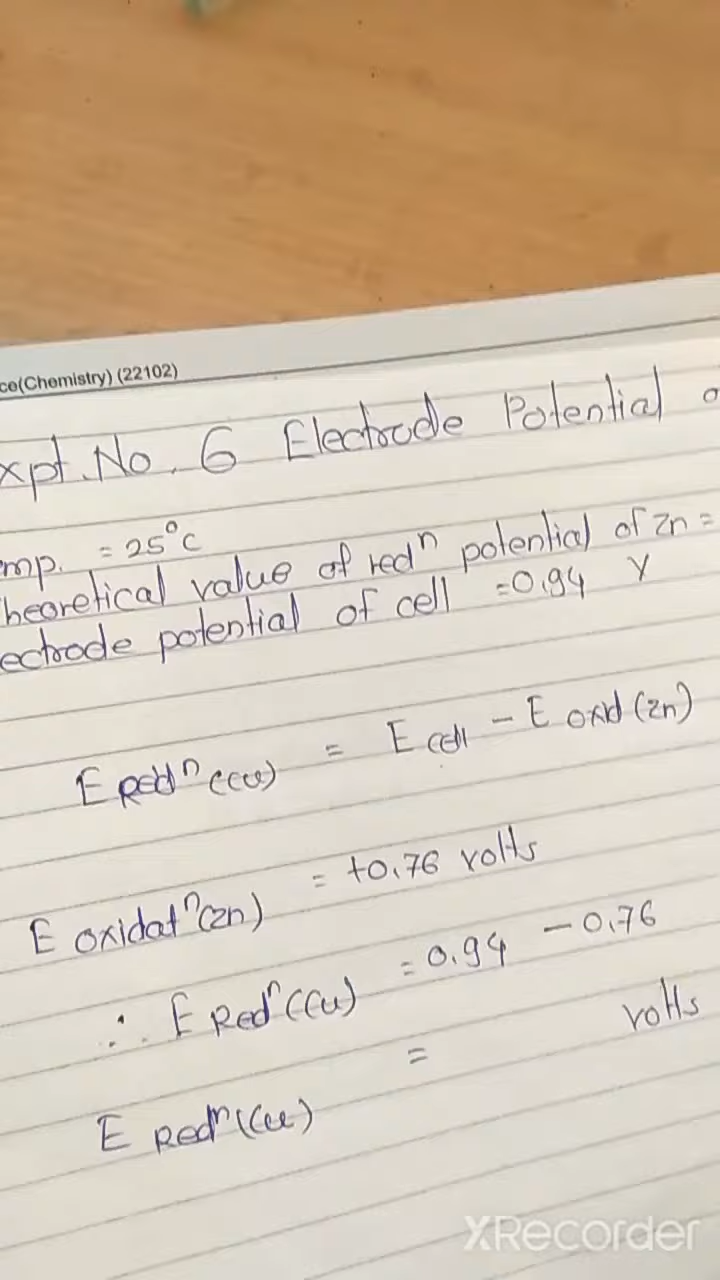 ce(Chemistry) (22102)
xpt. No. 6 Electrode Potential o
mp. = 25°c
heoretical value of redⁿ potential of zn =
ectrode potential of cell = 0.94 V
E Redⁿ (cu) = E cell - E oxid (zn)
E oxidatⁿ(zn) = +0.76 volts
∴ E Redⁿ (Cu) = 0.94 - 0.76
E Redⁿ (Cu) = volts
XRecorder